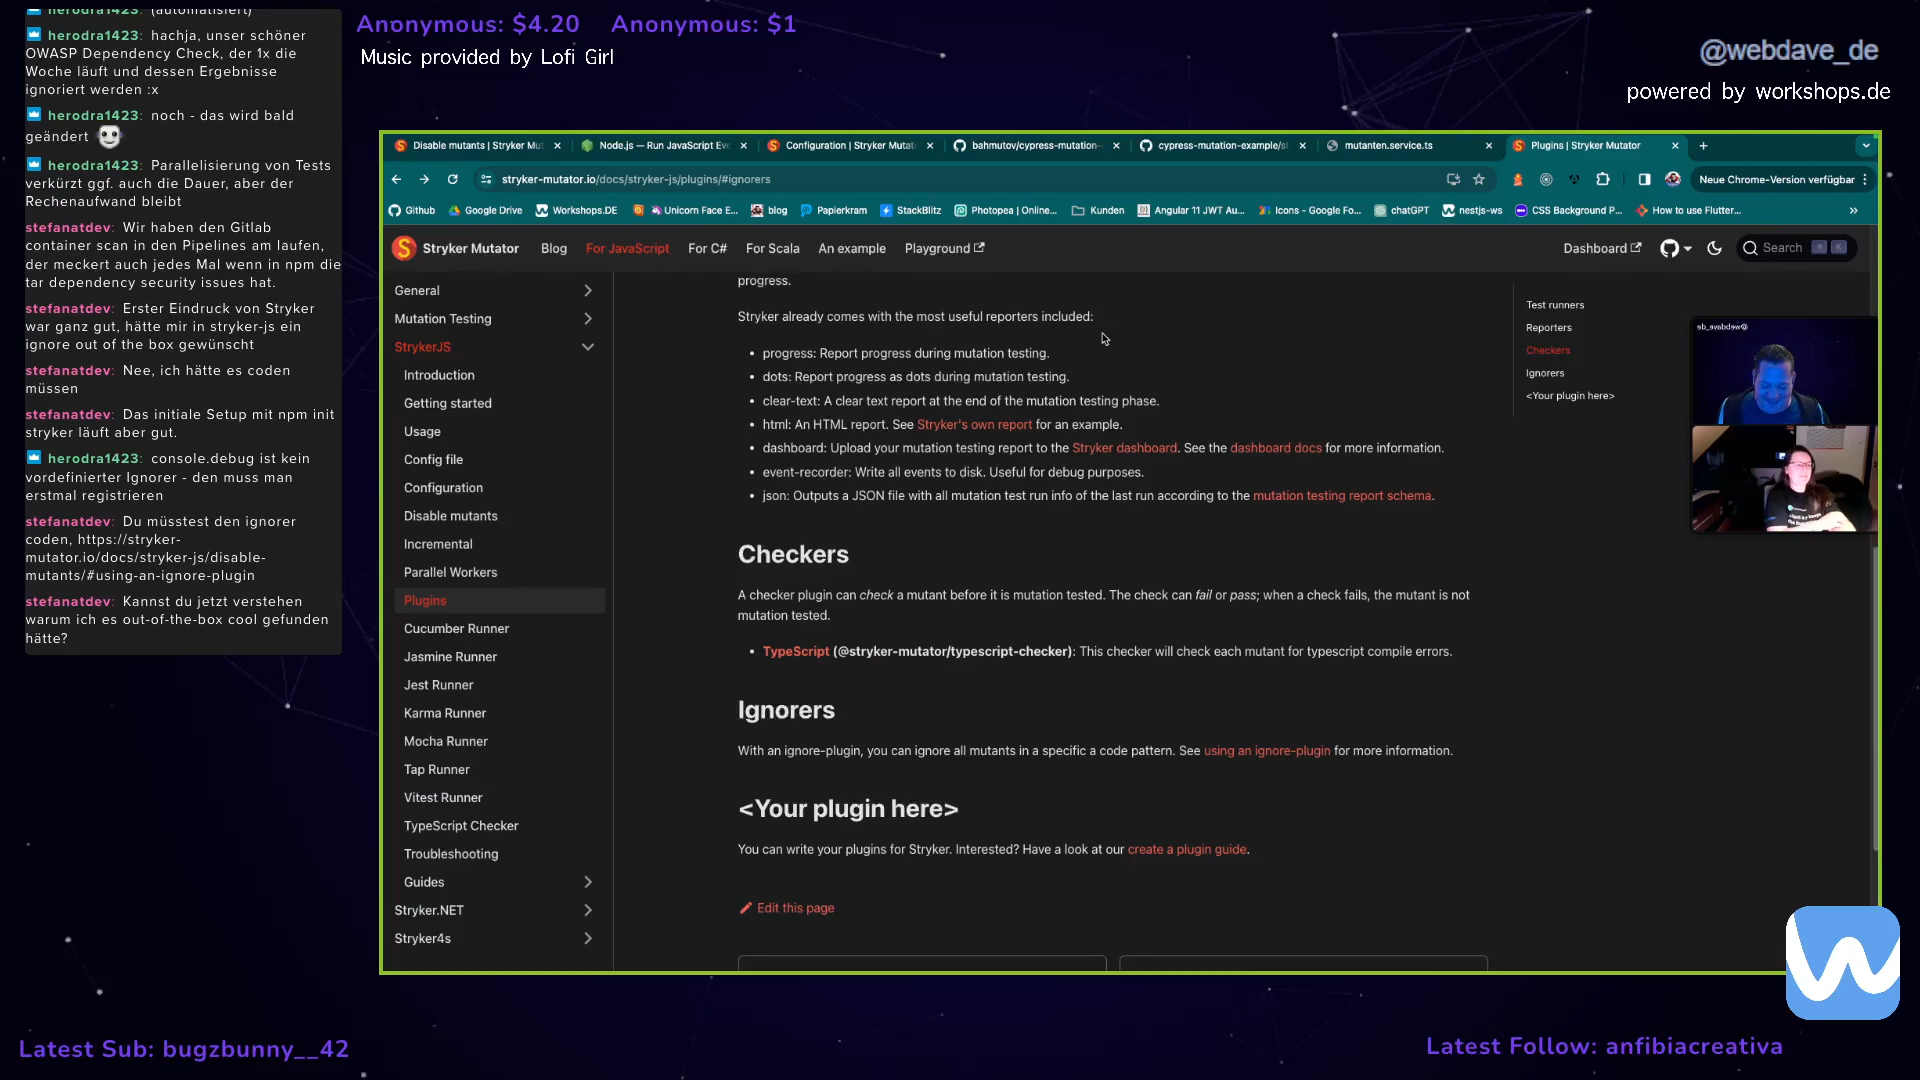 herodra1423: (automatisiert)
herodra1423: hachja, unser schöner
OWASP Dependency Check, der 1x die
Woche läuft und dessen Ergebnisse
ignoriert werden :x
herodra1423: noch - das wird bald
geändert
herodra1423: Parallelisierung von Tests
verkürzt ggf. auch die Dauer, aber der
Rechenaufwand bleibt
stefanatdev: Wir haben den Gitlab
container scan in den Pipelines am laufen,
der meckert auch jedes Mal wenn in npm die
tar dependency security issues hat.
stefanatdev: Erster Eindruck von Stryker
war ganz gut, hätte mir in stryker-js ein
ignore out of the box gewünscht
stefanatdev: Nee, ich hätte es coden
müssen
stefanatdev: Das initiale Setup mit npm init
stryker läuft aber gut.
herodra1423: console.debug ist kein
vordefinierter Ignorer - den muss man
erstmal registrieren
stefanatdev: Du müsstest den ignorer
coden, https://stryker-
mutator.io/docs/stryker-js/disable-
mutants/#using-an-ignore-plugin
stefanatdev: Kannst du jetzt verstehen
warum ich es out-of-the-box cool gefunden
hätte?
Anonymous: $4.20 Anonymous: $1
Music provided by Lofi Girl
@webdave_de
powered by workshops.de
Disable mutants | Stryker Mut
Node.js — Run JavaScript Eve
Configuration | Stryker Mutat
bahmutov/cypress-mutation-
cypress-mutation-example/st
mutanten.service.ts
Plugins | Stryker Mutator
stryker-mutator.io/docs/stryker-js/plugins/#ignorers
Neue Chrome-Version verfügbar
Github
Google Drive
Workshops.DE
Unicorn Face E...
blog
Papierkram
StackBlitz
Photopea | Online...
Kunden
Angular 11 JWT Au...
Icons - Google Fo...
chatGPT
nestjs-ws
CSS Background P...
How to use Flutter...
Stryker Mutator
Blog
For JavaScript
For C#
For Scala
An example
Playground
Dashboard
Search
General
Mutation Testing
StrykerJS
Introduction
Getting started
Usage
Config file
Configuration
Disable mutants
Incremental
Parallel Workers
Plugins
Cucumber Runner
Jasmine Runner
Jest Runner
Karma Runner
Mocha Runner
Tap Runner
Vitest Runner
TypeScript Checker
Troubleshooting
Guides
Stryker.NET
Stryker4s
progress.
Stryker already comes with the most useful reporters included:
• progress: Report progress during mutation testing.
• dots: Report progress as dots during mutation testing.
• clear-text: A clear text report at the end of the mutation testing phase.
• html: An HTML report. See Stryker's own report for an example.
• dashboard: Upload your mutation testing report to the Stryker dashboard. See the dashboard docs for more information.
• event-recorder: Write all events to disk. Useful for debug purposes.
• json: Outputs a JSON file with all mutation test run info of the last run according to the mutation testing report schema.
Checkers
A checker plugin can check a mutant before it is mutation tested. The check can fail or pass; when a check fails, the mutant is not
mutation tested.
• TypeScript (@stryker-mutator/typescript-checker): This checker will check each mutant for typescript compile errors.
Ignorers
With an ignore-plugin, you can ignore all mutants in a specific a code pattern. See using an ignore-plugin for more information.
<Your plugin here>
You can write your plugins for Stryker. Interested? Have a look at our create a plugin guide.
Edit this page
Test runners
Reporters
Checkers
Ignorers
<Your plugin here>
@webdave_de
Latest Sub: bugzbunny__42
Latest Follow: anfibiacreativa